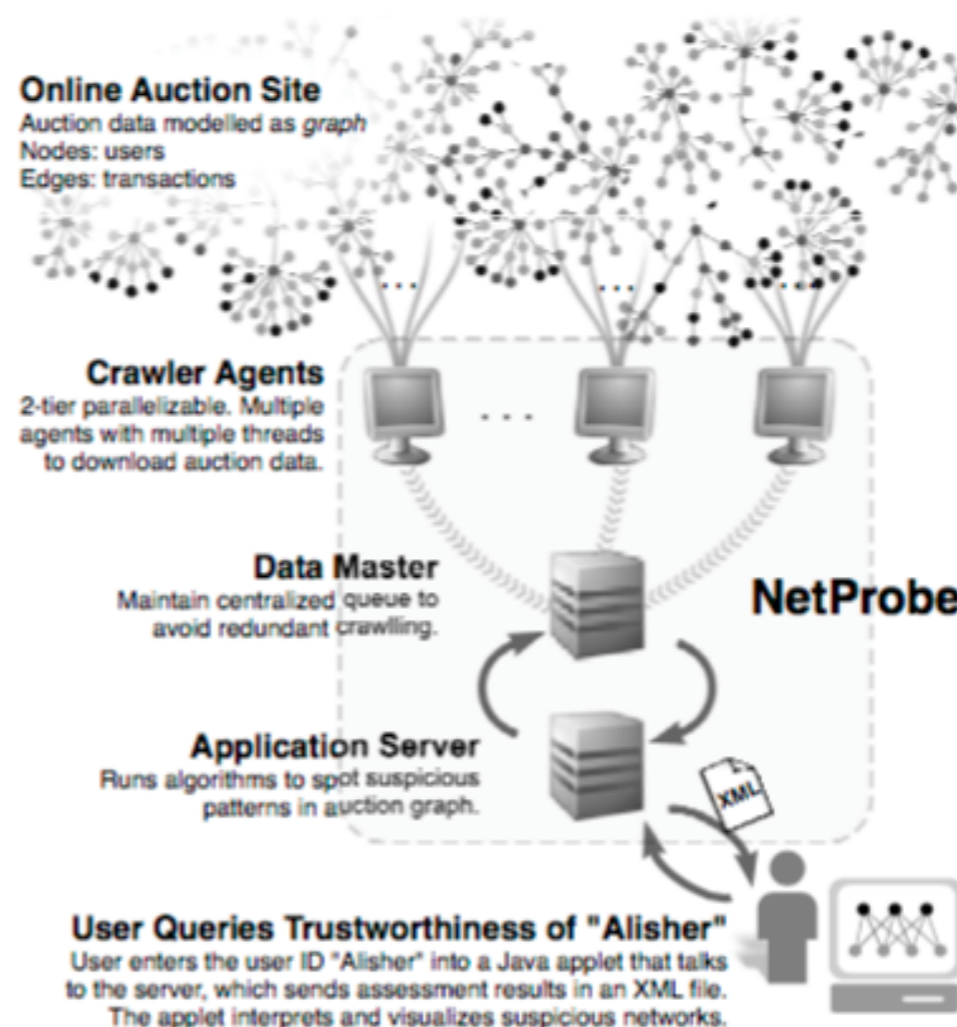 Online Auction Site
Auction data modelled as graph
Nodes: users
Edges: transactions
...
...
...
Crawler Agents
2-tier parallelizable. Multiple
agents with multiple threads
to download auction data.
...
Data Master
Maintain centralized queue to
avoid redundant crawlling.
NetProbe
Application Server
Runs algorithms to spot suspicious
patterns in auction graph.
XML
User Queries Trustworthiness of "Alisher"
User enters the user ID "Alisher" into a Java applet that talks
to the server, which sends assessment results in an XML file.
The applet interprets and visualizes suspicious networks.